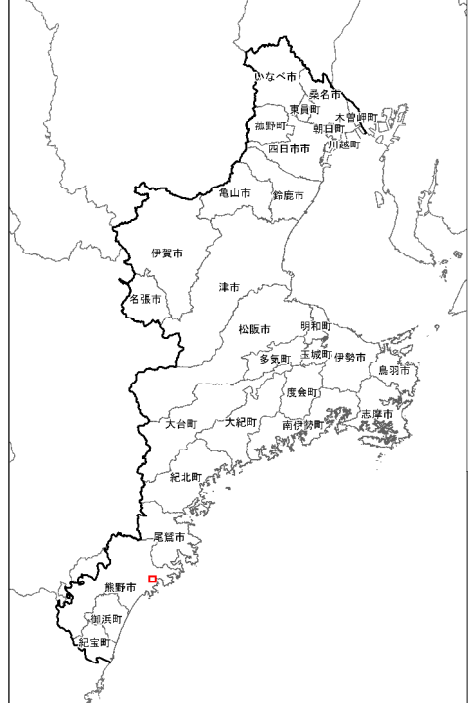 いなべ市
桑名市
東員町
木曽岬町
菰野町
朝日町
川越町
四日市市
亀山市
鈴鹿市
伊賀市
津市
名張市
松阪市
明和町
多気町
玉城町
伊勢市
鳥羽市
度会町
志摩市
大台町
大紀町
南伊勢町
紀北町
尾鷲市
熊野市
御浜町
紀宝町